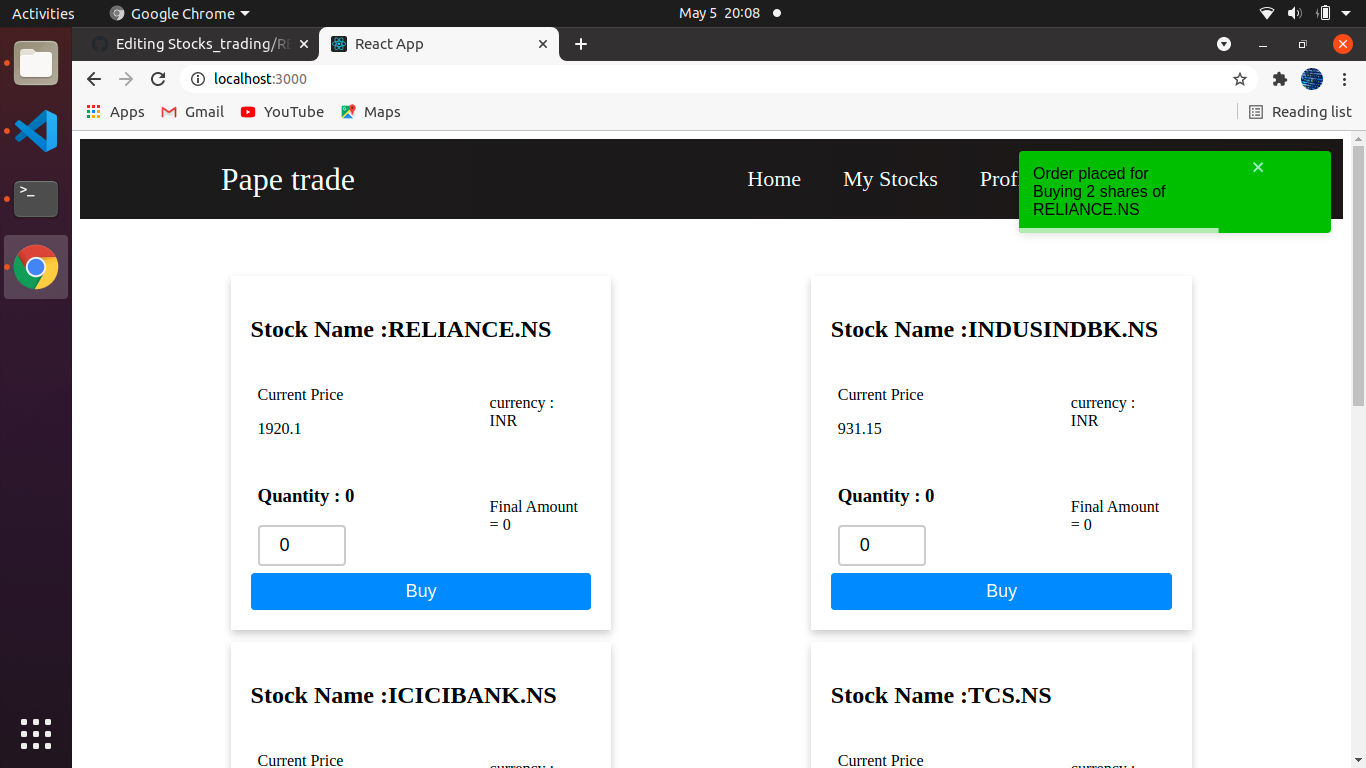 Activities
Google Chrome
May 5 20:08
Editing Stocks_trading/RE
React App
localhost:3000
Apps
Gmail
YouTube
Maps
Reading list
Pape trade
Home
My Stocks
Order placed for
Buying 2 shares of
RELIANCE.NS
Stock Name :RELIANCE.NS
Current Price
1920.1
currency :
INR
Quantity : 0
0
Final Amount
= 0
Buy
Stock Name :INDUSINDBK.NS
Current Price
931.15
currency :
INR
Quantity : 0
0
Final Amount
= 0
Buy
Stock Name :ICICIBANK.NS
Current Price
currency :
Stock Name :TCS.NS
Current Price
currency :